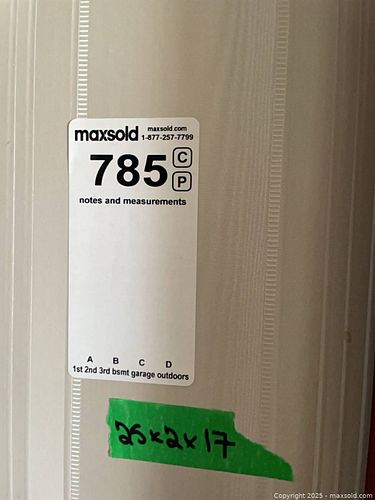 maxsold maxsold.com
1-877-257-7799
785 C
P
notes and measurements
A B C D
1st 2nd 3rd bsmt garage outdoors
25x2x17
Copyright © 2025 - maxsold.com